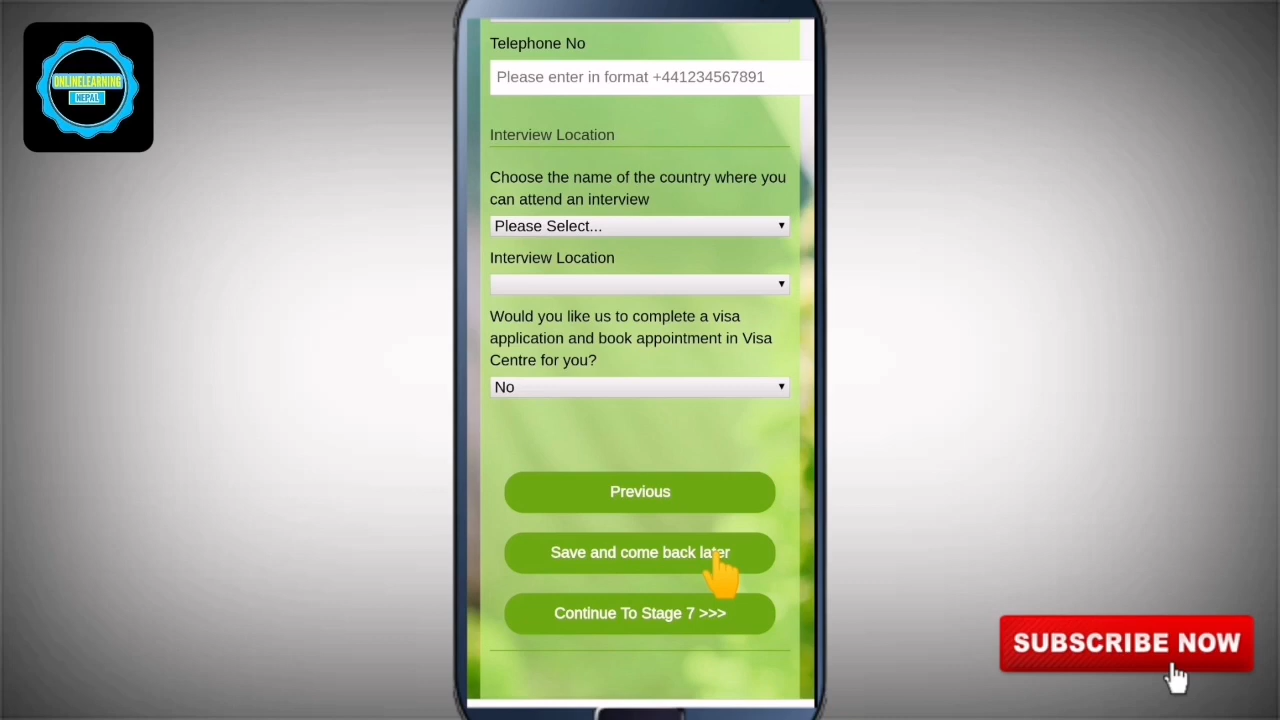 ONLINELEARNING
NEPAL
Telephone No
Please enter in format +441234567891
Interview Location
Choose the name of the country where you
can attend an interview
Please Select...
Interview Location
Would you like us to complete a visa
application and book appointment in Visa
Centre for you?
No
Previous
Save and come back later
Continue To Stage 7 >>>
SUBSCRIBE NOW